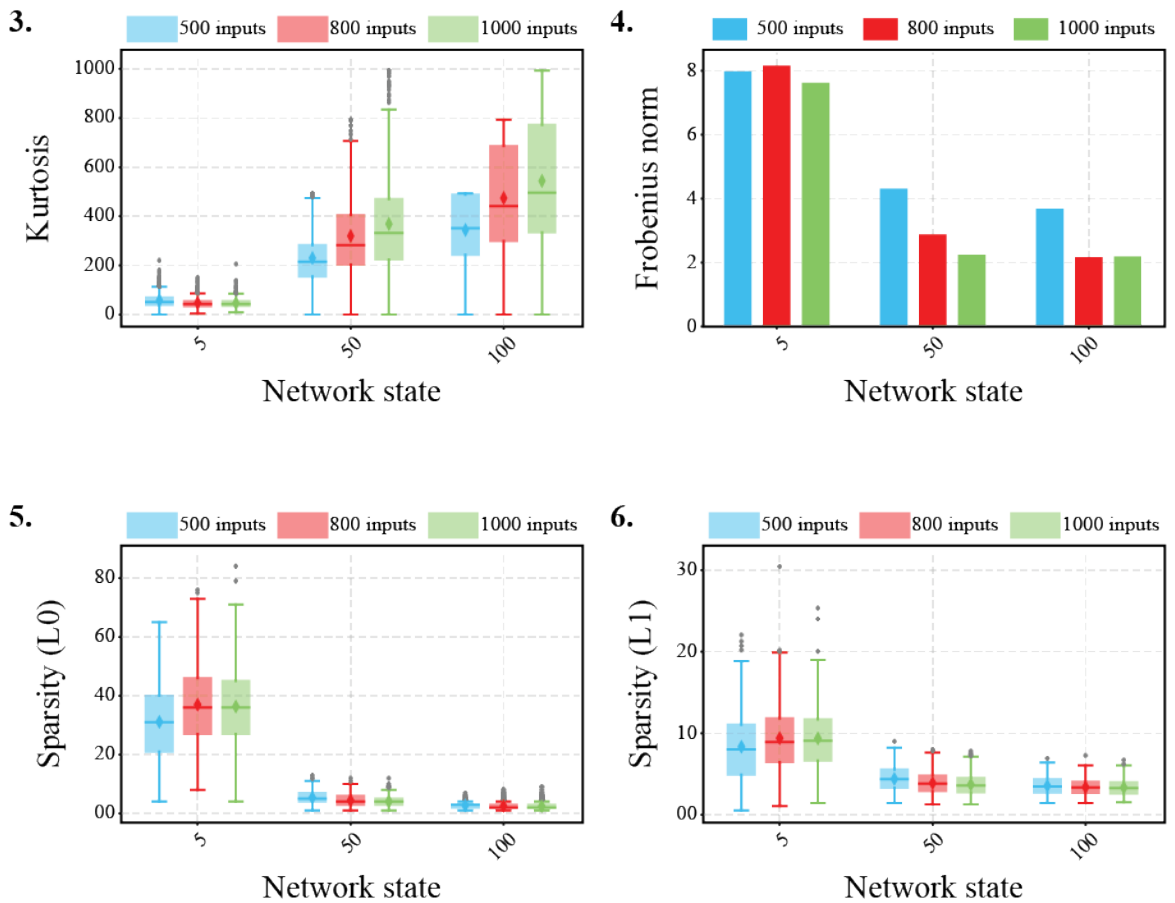 3.
500 inputs 800 inputs 1000 inputs
Kurtosis
1000
800
600
400
200
0
5 50 100
Network state
4.
500 inputs 800 inputs 1000 inputs
Frobenius norm
8
6
4
2
0
5 50 100
Network state
5.
500 inputs 800 inputs 1000 inputs
Sparsity (L0)
80
60
40
20
00
5 50 100
Network state
6.
500 inputs 800 inputs 1000 inputs
Sparsity (L1)
30
20
10
00
5 50 100
Network state